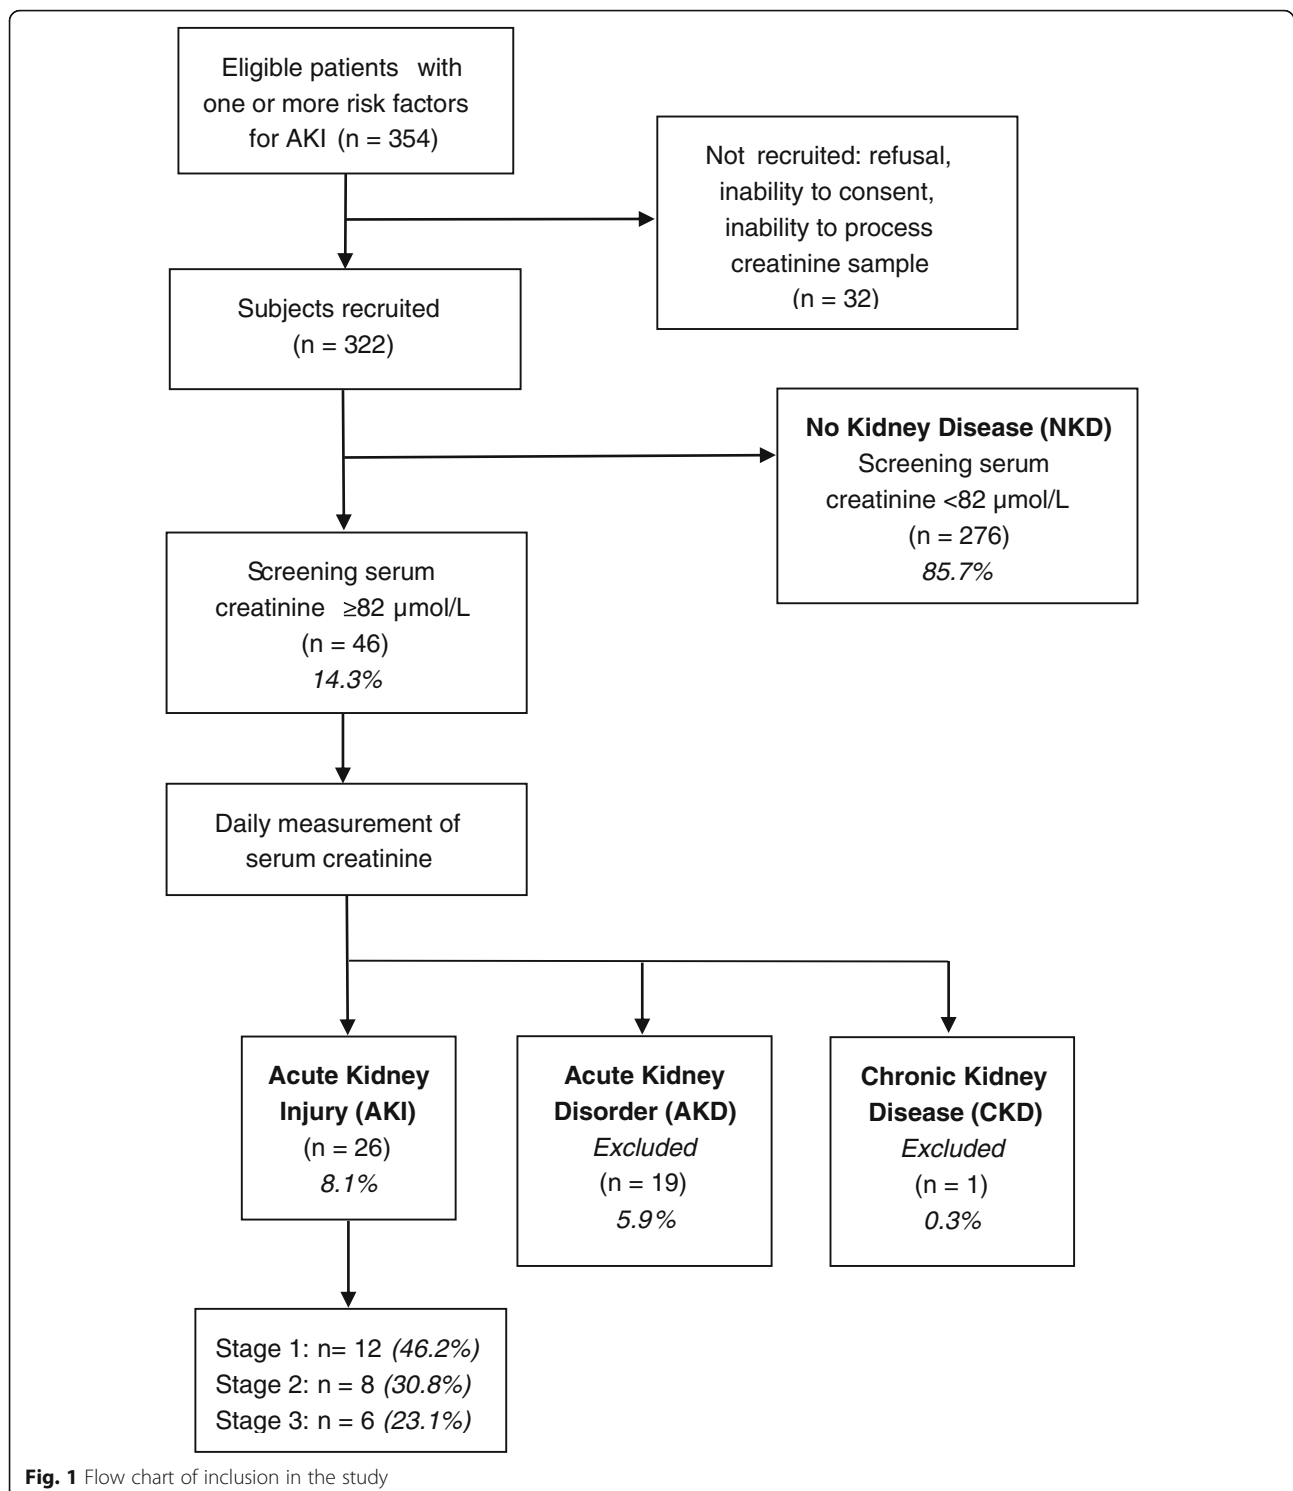 Eligible patients with
one or more risk factors
for AKI (n = 354)
Not recruited: refusal,
inability to consent,
inability to process
creatinine sample
(n = 32)
Subjects recruited
(n = 322)
No Kidney Disease (NKD)
Screening serum
creatinine <82 µmol/L
(n = 276)
85.7%
Screening serum
creatinine ≥82 µmol/L
(n = 46)
14.3%
Daily measurement of
serum creatinine
Acute Kidney
Injury (AKI)
(n = 26)
8.1%
Acute Kidney
Disorder (AKD)
Excluded
(n = 19)
5.9%
Chronic Kidney
Disease (CKD)
Excluded
(n = 1)
0.3%
Stage 1: n= 12 (46.2%)
Stage 2: n = 8 (30.8%)
Stage 3: n = 6 (23.1%)
Fig. 1 Flow chart of inclusion in the study